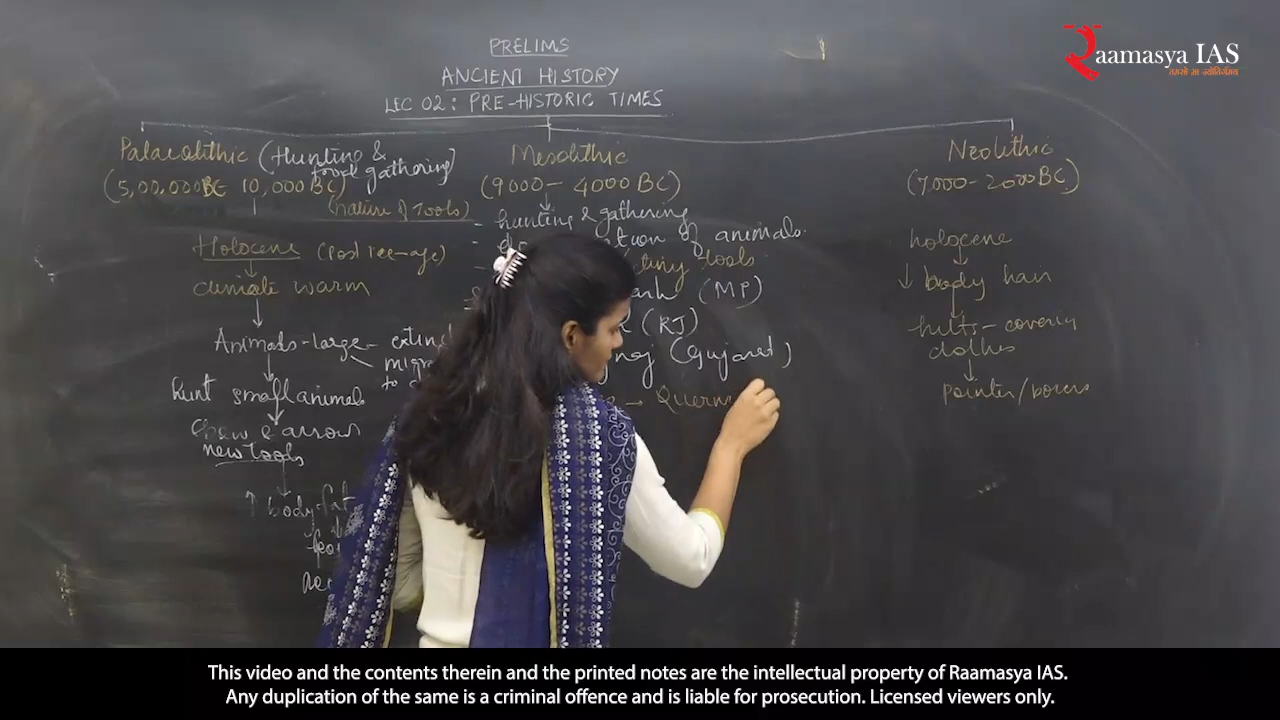 Raamasya IAS
तमसो मा ज्योतिर्गमय
PRELIMS
ANCIENT HISTORY
LEC 02 : PRE-HISTORIC TIMES
Palaeolithic (Hunting & food gathering)
(5,00,000 BC 10,000 BC)
(nature of Tools)
Holocene (Post ice-age)
climate warm
Animals-large - 
hunt small animals
bow & arrow
new tools
↑ body fat
Mesolithic
(9000 - 4000 BC)
- hunting & gathering
of animals.
tiny tools
(MP)
(RJ)
(Gujarat)
→ Quern
Neolithic
(7000 - 2000 BC)
holocene
↓ body hair
clothes
pointer/borers
This video and the contents therein and the printed notes are the intellectual property of Raamasya IAS.
Any duplication of the same is a criminal offence and is liable for prosecution. Licensed viewers only.